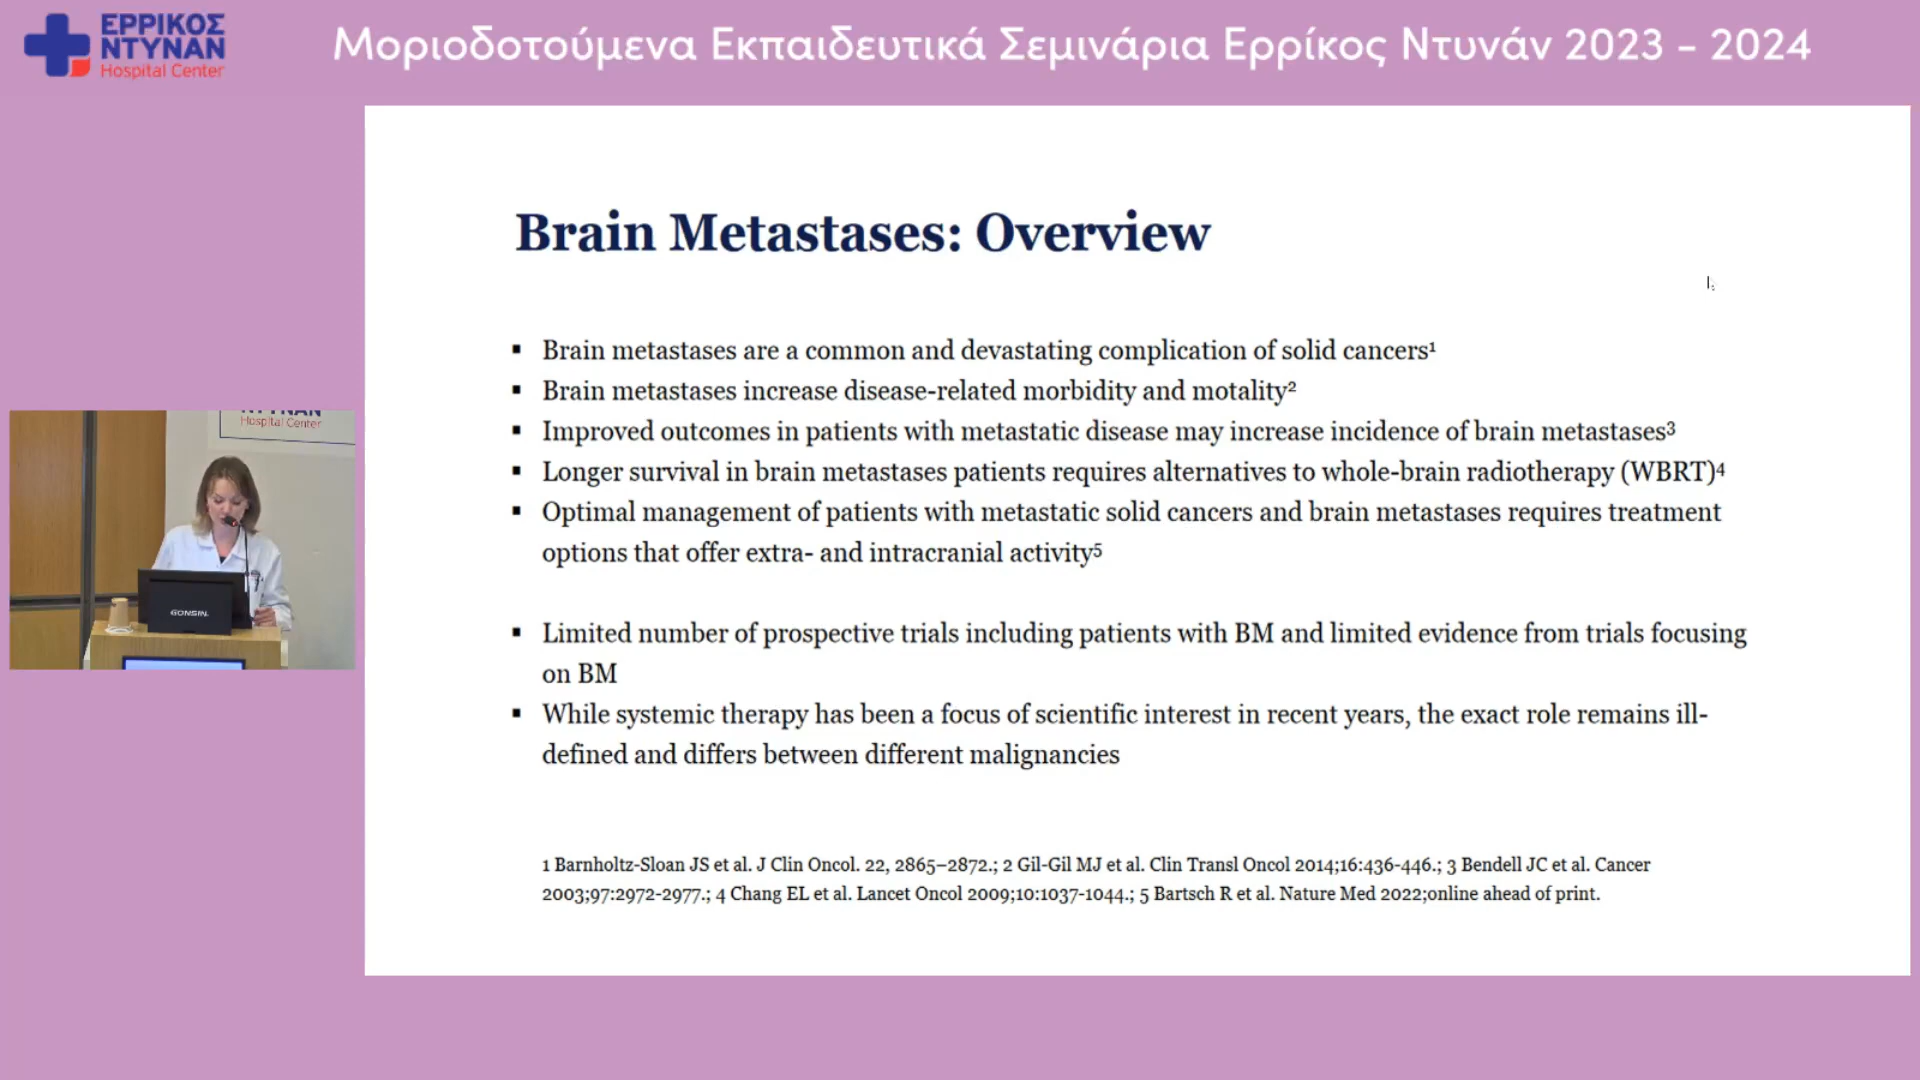 ΕΡΡΙΚΟΣ
ΝΤΥΝΑΝ
Hospital Center
Μοριοδοτούμενα Εκπαιδευτικά Σεμινάρια Ερρίκος Ντυνάν 2023 – 2024
Brain Metastases: Overview
▪ Brain metastases are a common and devastating complication of solid cancers¹
▪ Brain metastases increase disease-related morbidity and motality²
▪ Improved outcomes in patients with metastatic disease may increase incidence of brain metastases³
▪ Longer survival in brain metastases patients requires alternatives to whole-brain radiotherapy (WBRT)⁴
▪ Optimal management of patients with metastatic solid cancers and brain metastases requires treatment
options that offer extra- and intracranial activity⁵
▪ Limited number of prospective trials including patients with BM and limited evidence from trials focusing
on BM
▪ While systemic therapy has been a focus of scientific interest in recent years, the exact role remains ill-
defined and differs between different malignancies
1 Barnholtz-Sloan JS et al. J Clin Oncol. 22, 2865–2872.; 2 Gil-Gil MJ et al. Clin Transl Oncol 2014;16:436-446.; 3 Bendell JC et al. Cancer
2003;97:2972-2977.; 4 Chang EL et al. Lancet Oncol 2009;10:1037-1044.; 5 Bartsch R et al. Nature Med 2022;online ahead of print.
ΝΤΥΝΑΝ
Hospital Center
GONSIN